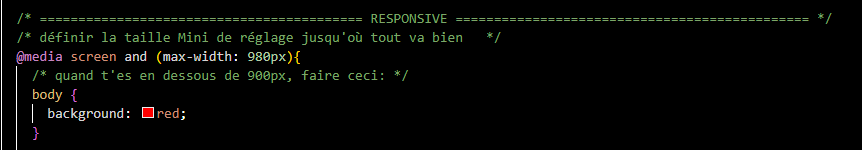 /* ========================================== RESPONSIVE ============================================== */
/* définir la taille Mini de réglage jusqu'où tout va bien   */
@media screen and (max-width: 980px){
/* quand t'es en dessous de 900px, faire ceci: */
body {
background: red;
}